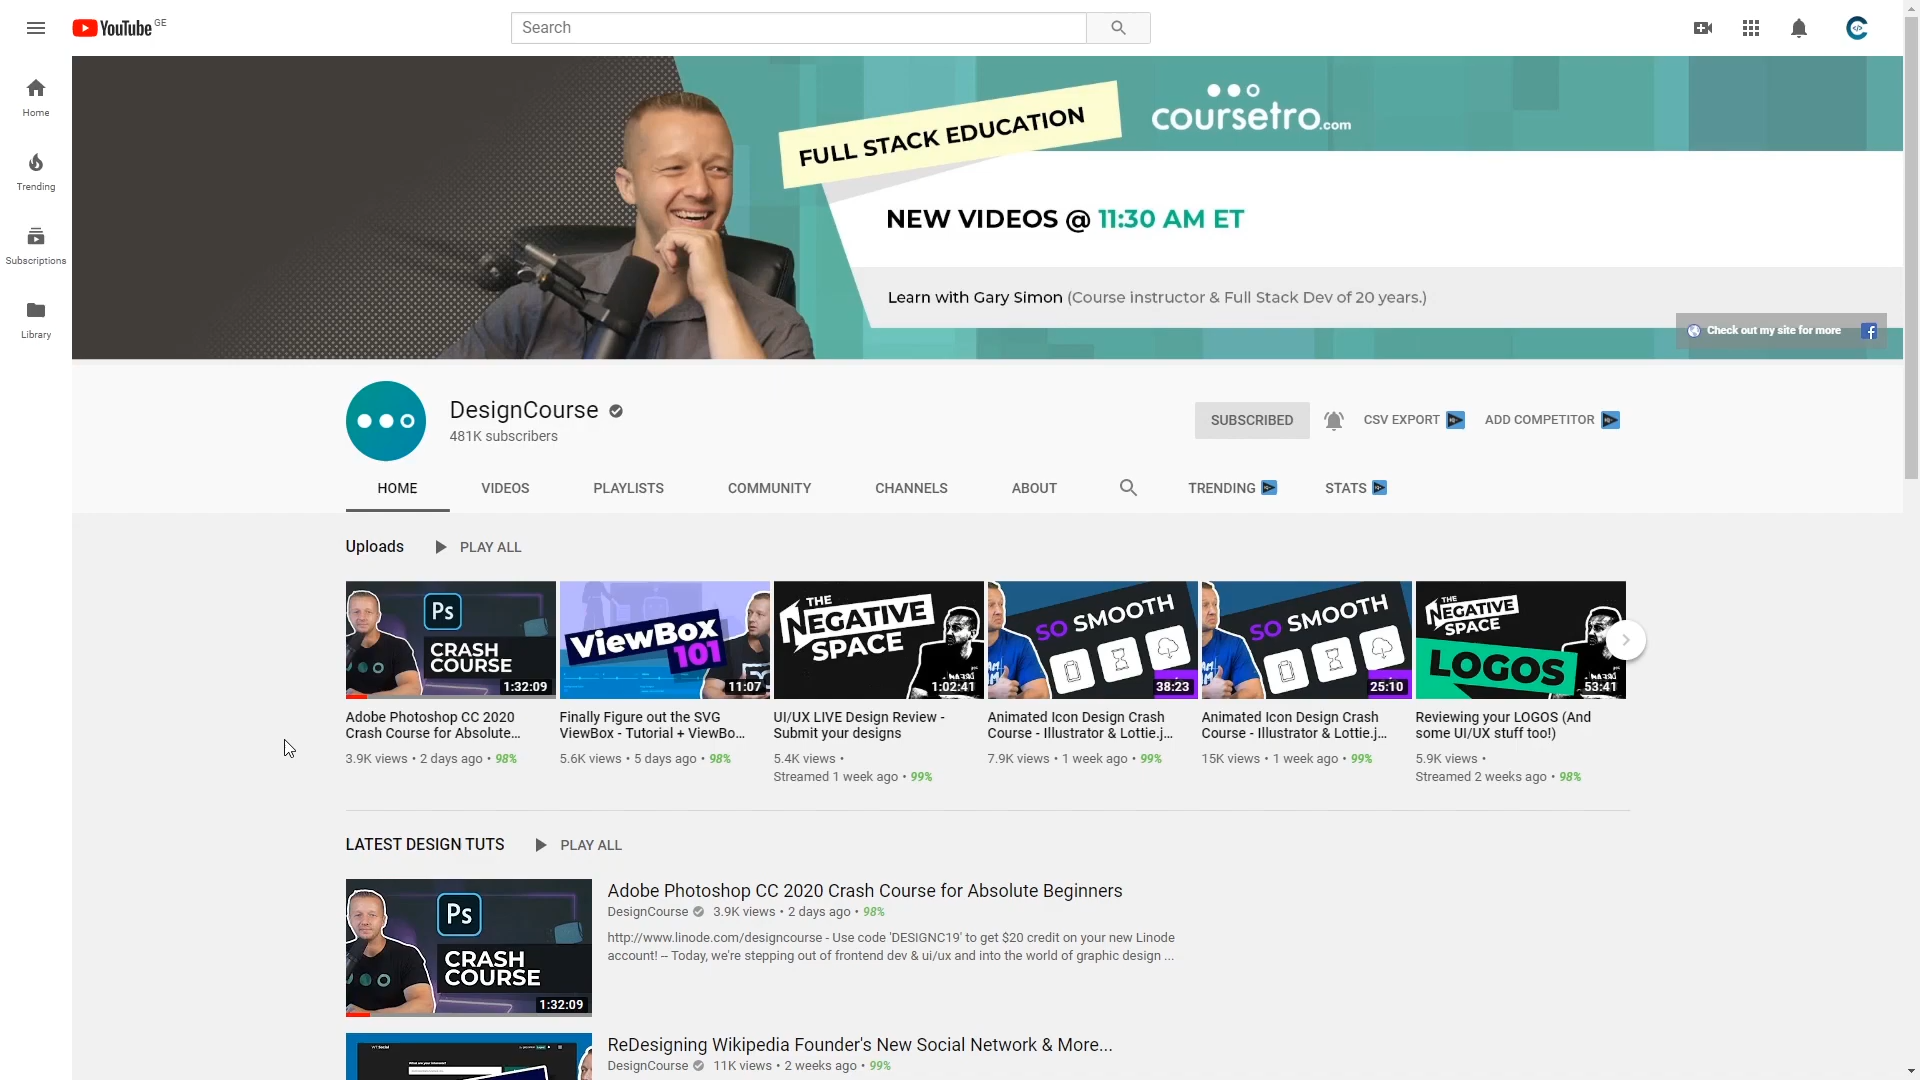 YouTube GE
Search
Home
Trending
Subscriptions
Library
FULL STACK EDUCATION
coursetro.com
NEW VIDEOS @ 11:30 AM ET
Learn with Gary Simon (Course instructor & Full Stack Dev of 20 years.)
Check out my site for more
DesignCourse
481K subscribers
SUBSCRIBED
CSV EXPORT
ADD COMPETITOR
HOME
VIDEOS
PLAYLISTS
COMMUNITY
CHANNELS
ABOUT
TRENDING
STATS
Uploads
PLAY ALL
Ps
CRASH
COURSE
1:32:09
Adobe Photoshop CC 2020
Crash Course for Absolute...
3.9K views • 2 days ago • 98%
ViewBox
101
11:07
Finally Figure out the SVG
ViewBox - Tutorial + ViewBo...
5.6K views • 5 days ago • 98%
THE
NEGATIVE
SPACE
1:02:41
UI/UX LIVE Design Review -
Submit your designs
5.4K views •
Streamed 1 week ago • 99%
SO SMOOTH
38:23
Animated Icon Design Crash
Course - Illustrator & Lottie.j...
7.9K views • 1 week ago • 99%
SO SMOOTH
25:10
Animated Icon Design Crash
Course - Illustrator & Lottie.j...
15K views • 1 week ago • 99%
THE
NEGATIVE
SPACE
LOGOS
53:41
Reviewing your LOGOS (And
some UI/UX stuff too!)
5.9K views •
Streamed 2 weeks ago • 98%
LATEST DESIGN TUTS
PLAY ALL
Ps
CRASH
COURSE
1:32:09
Adobe Photoshop CC 2020 Crash Course for Absolute Beginners
DesignCourse 3.9K views • 2 days ago • 98%
http://www.linode.com/designcourse - Use code 'DESIGNC19' to get $20 credit on your new Linode
account! -- Today, we're stepping out of frontend dev & ui/ux and into the world of graphic design ...
ReDesigning Wikipedia Founder's New Social Network & More...
DesignCourse 11K views • 2 weeks ago • 99%